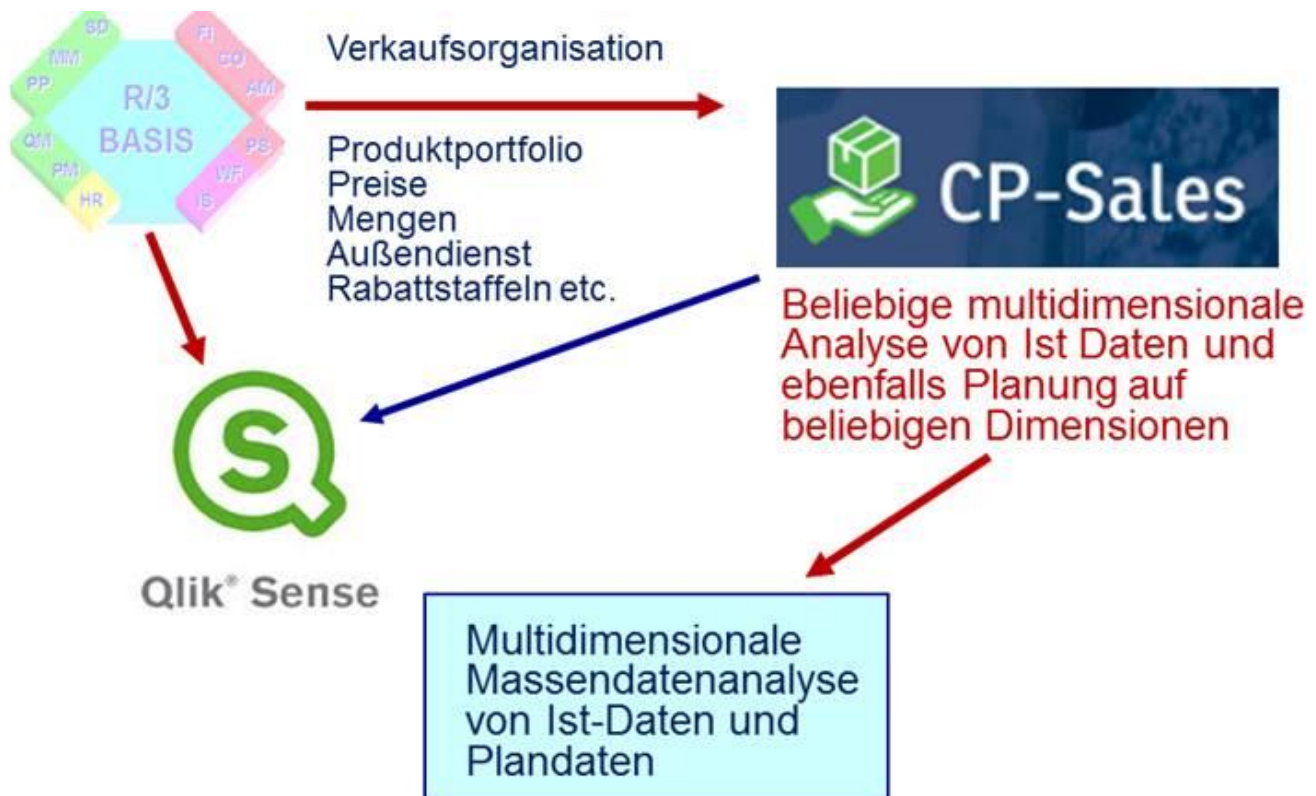 SD
MM
PP
FI
CO
AM
R/3
BASIS
QM
PM
HR
PS
WF
IS
Verkaufsorganisation
Produktportfolio
Preise
Mengen
Außendienst
Rabattstaffeln etc.
CP-Sales
Beliebige multidimensionale
Analyse von Ist Daten und
ebenfalls Planung auf
beliebigen Dimensionen
S
Qlik® Sense
Multidimensionale
Massendatenanalyse
von Ist-Daten und
Plandaten